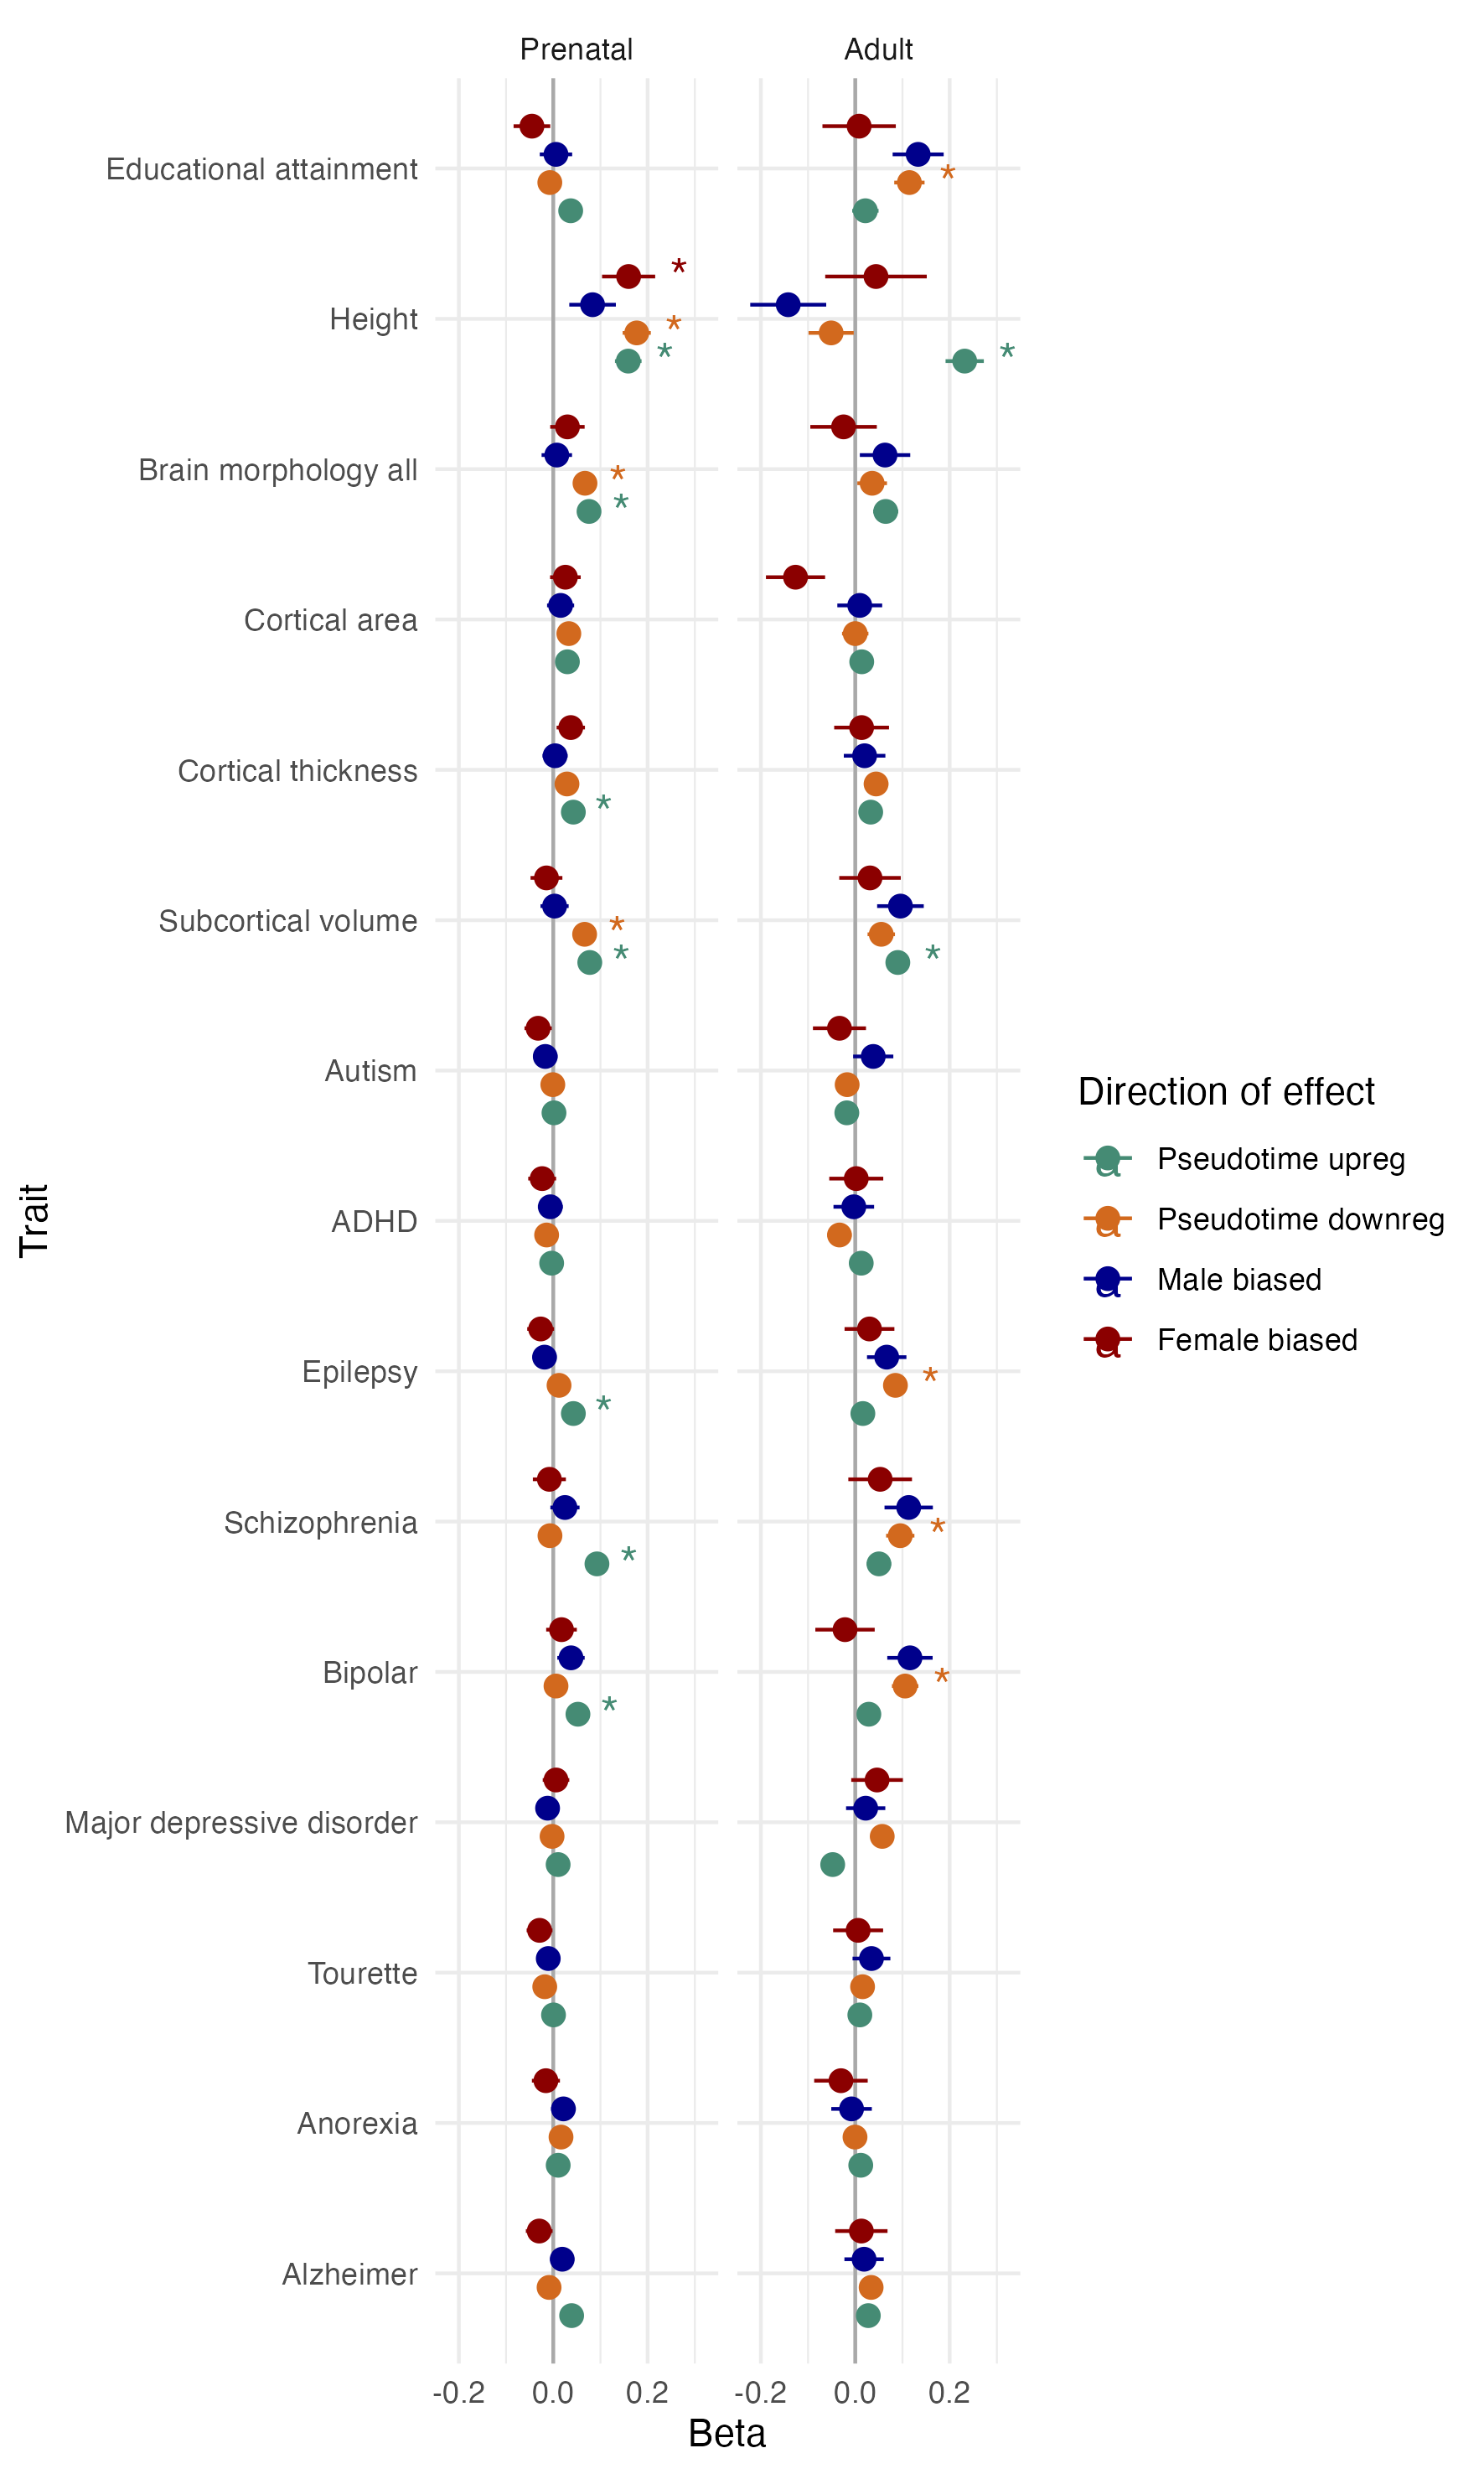 Prenatal Adult
Educational attainment
*
Height
*
*
*
*
Brain morphology all
*
*
Cortical area
Cortical thickness
*
Subcortical volume
*
* *
Autism
ADHD
Epilepsy
*
*
Schizophrenia
*
*
Bipolar
*
*
Major depressive disorder
Tourette
Anorexia
Alzheimer
-0.2 0.0 0.2 -0.2 0.0 0.2
Beta
Trait
Direction of effect
a Pseudotime upreg
a Pseudotime downreg
a Male biased
a Female biased